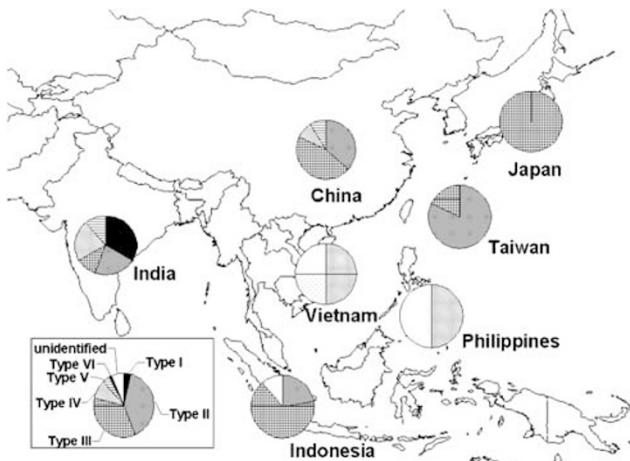 China
Japan
Taiwan
India
Vietnam
Philippines
Indonesia
unidentified
Type VI
Type V
Type IV
Type III
Type I
Type II